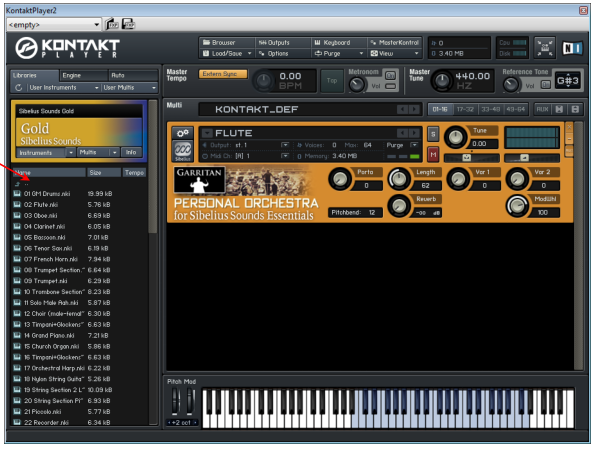 KontaktPlayer2
<empty>
KONTAKT
PLAYER
Browser Outputs Keyboard MasterKontrol
Load/Save Options Purge View
0
0 3.40 MB
Cpu
Disk
NI
Libraries Engine Auto
User Instruments User Multis
Sibelius Sounds Gold
Gold
Sibelius Sounds
Instruments Multis Info
Name Size Tempo
..
01 GM Drums.nki 19.99 kB
02 Flute.nki 5.76 kB
03 Oboe.nki 6.69 kB
04 Clarinet.nki 6.05 kB
05 Bassoon.nki 7.01 kB
06 Tenor Sax.nki 6.19 kB
07 French Horn.nki 7.94 kB
08 Trumpet Section." 6.64 kB
09 Trumpet.nki 6.29 kB
10 Trombone Section" 8.23 kB
11 Solo Male Aah.nki 5.87 kB
12 Choir (male+femal" 6.30 kB
13 Timpani+Glockens" 6.63 kB
14 Grand Piano.nki 7.21 kB
15 Church Organ.nki 5.86 kB
16 Timpani+Glockens" 6.63 kB
17 Orchestral Harp.nki 6.22 kB
18 Nylon String Guita" 5.26 kB
19 String Section 2 L" 10.09 kB
20 String Section Pi" 6.93 kB
21 Piccolo.nki 5.77 kB
22 Recorder.nki 6.34 kB
Master
Tempo
Extern Sync
0.00
BPM
Tap
Metronom
Vol
Master
Tune
440.00
HZ
Reference Tone
Vol
G#3
Multi
KONTAKT_DEF
01-16 17-32 33-48 49-64 AUX
FLUTE
Output: st.1 Voices: 0 Max: 64 Purge
Midi Ch: [A] 1 Memory: 3.40 MB
Sibelius
S
M
Tune
0.00
GARRITAN
PERSONAL ORCHESTRA
for Sibelius Sounds Essentials
Pitchbend: 12
Porta
0
Length
62
Var 1
0
Var 2
0
Reverb
-oo dB
ModWhl
100
Pitch Mod
+2 oct